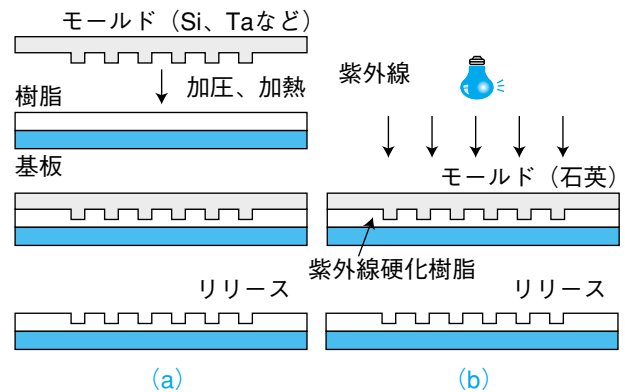 モールド（Si、Taなど）
加圧、加熱
樹脂
基板
リリース
(a)
紫外線
モールド（石英）
紫外線硬化樹脂
リリース
(b)